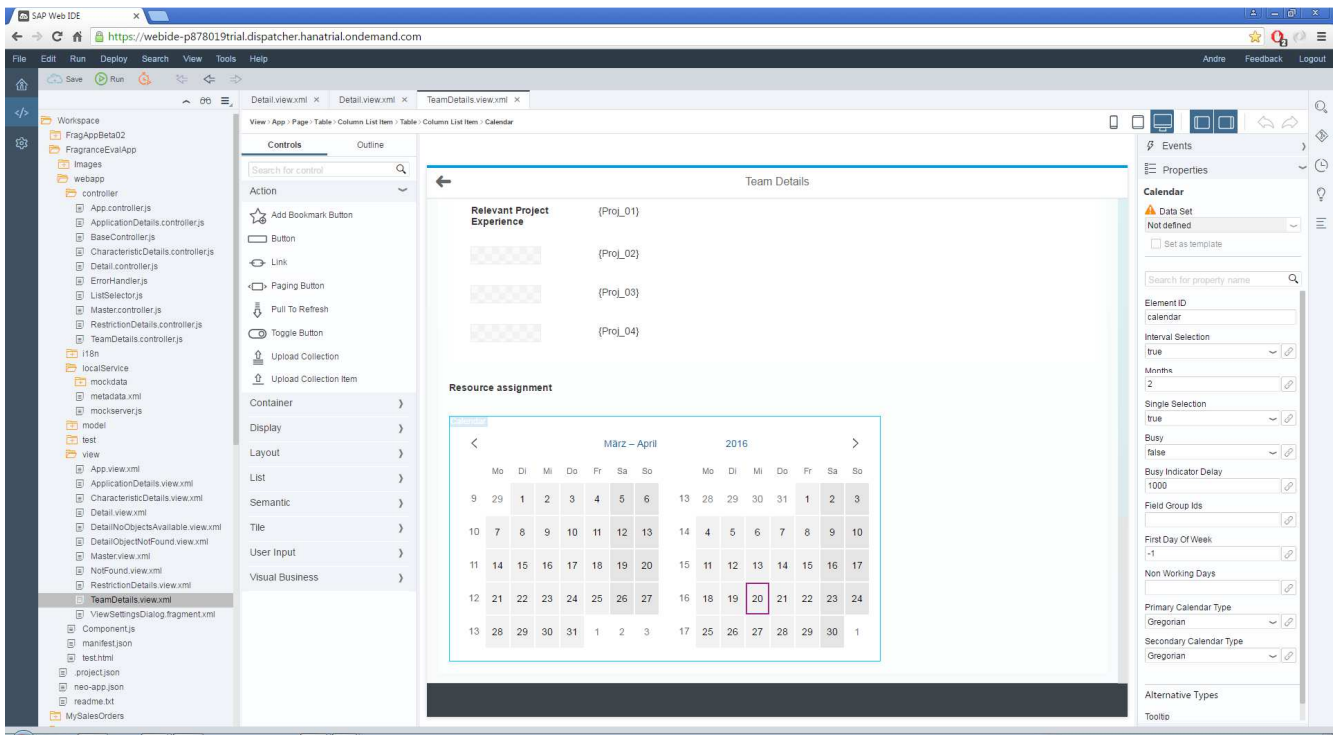 SAP Web IDE
https://webide-p878019trial.dispatcher.hanatrial.ondemand.com
File Edit Run Deploy Search View Tools Help
Andre Feedback Logout
Save Run
Detail.view.xml × Detail.view.xml × TeamDetails.view.xml ×
View › App › Page › Table › Column List Item › Table › Column List Item › Calendar
Workspace
FragAppBeta02
FragranceEvalApp
Images
webapp
controller
App.controller.js
ApplicationDetails.controller.js
BaseController.js
CharacteristicDetails.controller.js
Detail.controller.js
ErrorHandler.js
ListSelector.js
Master.controller.js
RestrictionDetails.controller.js
TeamDetails.controller.js
i18n
localService
mockdata
metadata.xml
mockserver.js
model
test
view
App.view.xml
ApplicationDetails.view.xml
CharacteristicDetails.view.xml
Detail.view.xml
DetailNoObjectsAvailable.view.xml
DetailObjectNotFound.view.xml
Master.view.xml
NotFound.view.xml
RestrictionDetails.view.xml
TeamDetails.view.xml
ViewSettingsDialog.fragment.xml
Component.js
manifest.json
test.html
.project.json
neo-app.json
readme.txt
MySalesOrders
Controls Outline
Search for control
Action
Add Bookmark Button
Button
Link
Paging Button
Pull To Refresh
Toggle Button
Upload Collection
Upload Collection Item
Container
Display
Layout
List
Semantic
Tile
User Input
Visual Business
Team Details
Relevant Project {Proj_01}
Experience
{Proj_02}
{Proj_03}
{Proj_04}
Resource assignment
Calendar
März – April 2016
Mo Di Mi Do Fr Sa So Mo Di Mi Do Fr Sa So
9 29 1 2 3 4 5 6 13 28 29 30 31 1 2 3
10 7 8 9 10 11 12 13 14 4 5 6 7 8 9 10
11 14 15 16 17 18 19 20 15 11 12 13 14 15 16 17
12 21 22 23 24 25 26 27 16 18 19 20 21 22 23 24
13 28 29 30 31 1 2 3 17 25 26 27 28 29 30 1
Events
Properties
Calendar
Data Set
Not defined
Set as template
Search for property name
Element ID
calendar
Interval Selection
true
Months
2
Single Selection
true
Busy
false
Busy Indicator Delay
1000
Field Group Ids
First Day Of Week
-1
Non Working Days
Primary Calendar Type
Gregorian
Secondary Calendar Type
Gregorian
Alternative Types
Tooltip